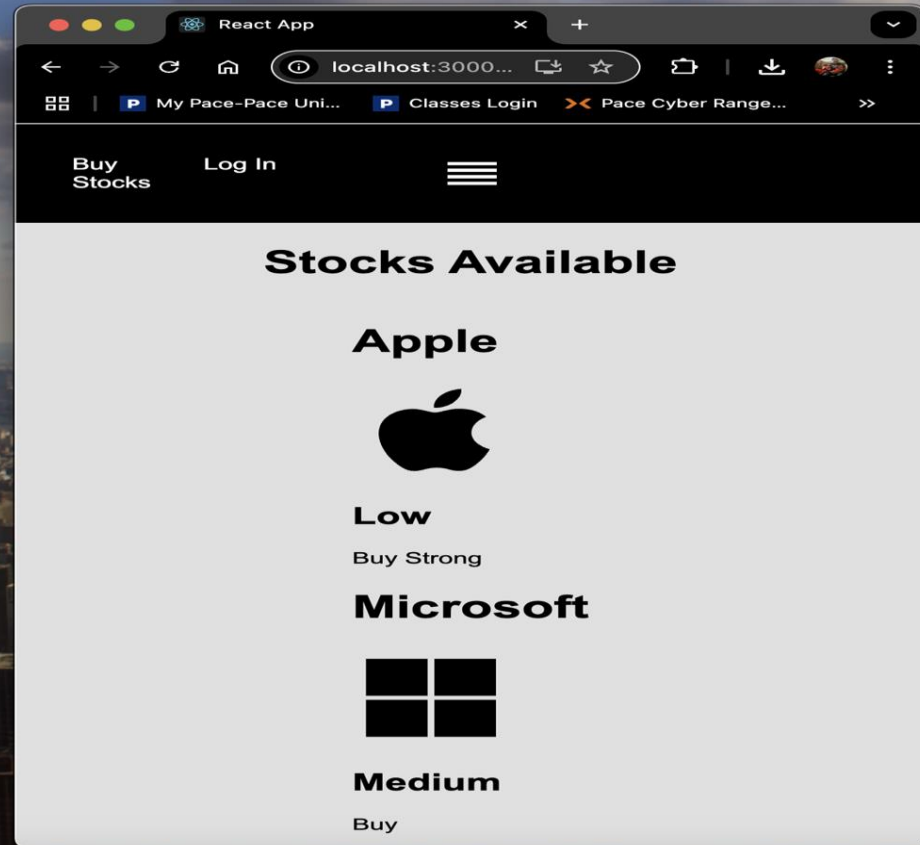 React App
localhost:3000...
My Pace-Pace Uni...
Classes Login
Pace Cyber Range...
Buy
Stocks
Log In
Stocks Available
Apple
Low
Buy Strong
Microsoft
Medium
Buy